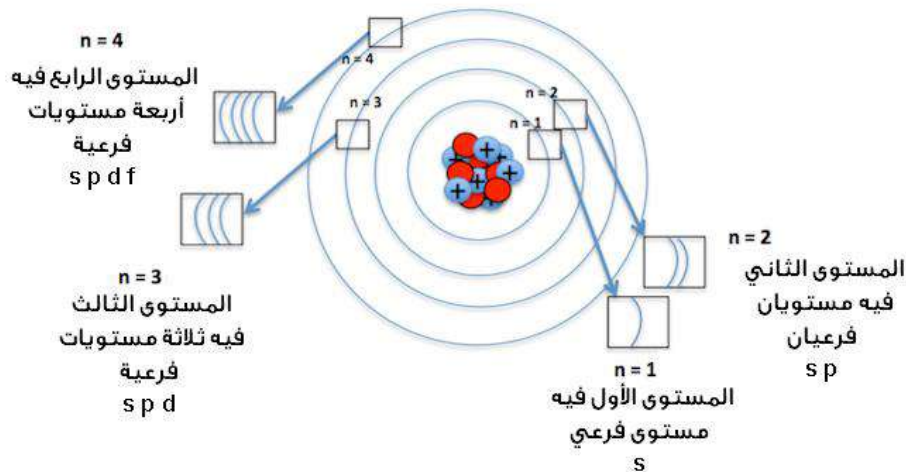 n = 4
المستوى الرابع فيه
أربعة مستويات
فرعية
s p d f
n = 4
n = 3
n = 2
n = 1
+
+
+
+
+
+
+
n = 3
المستوى الثالث
فيه ثلاثة مستويات
فرعية
s p d
n = 2
المستوى الثاني
فيه مستويان
فرعيان
s p
n = 1
المستوى الأول فيه
مستوى فرعي
s